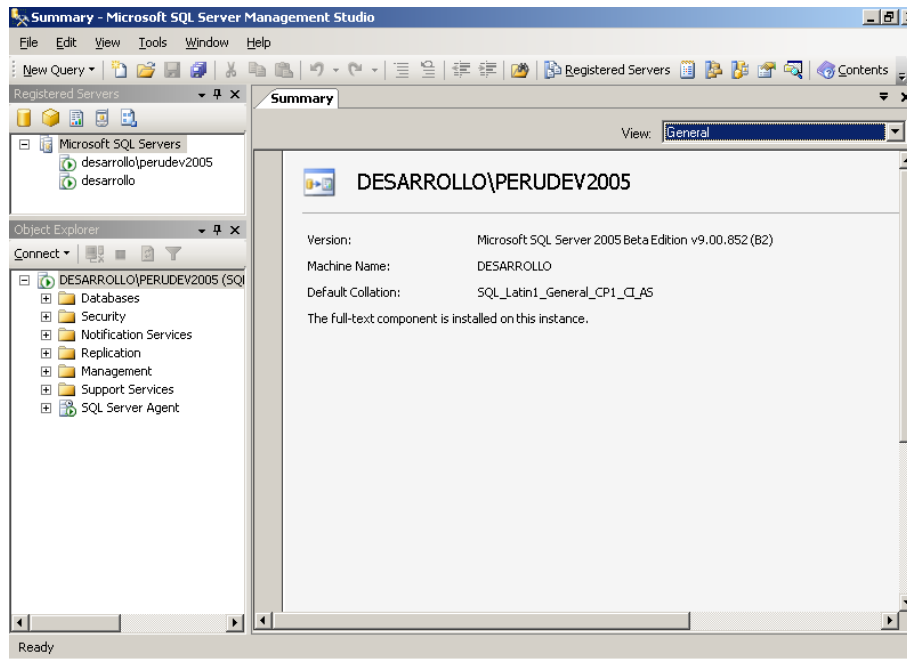 Summary - Microsoft SQL Server Management Studio
File Edit View Tools Window Help
New Query Registered Servers Contents
Registered Servers
Microsoft SQL Servers
desarrollo\perudev2005
desarrollo
Object Explorer
Connect
DESARROLLO\PERUDEV2005 (SQ
Databases
Security
Notification Services
Replication
Management
Support Services
SQL Server Agent
Summary
View: General
DESARROLLO\PERUDEV2005
Version: Microsoft SQL Server 2005 Beta Edition v9.00.852 (B2)
Machine Name: DESARROLLO
Default Collation: SQL_Latin1_General_CP1_CI_AS
The full-text component is installed on this instance.
Ready